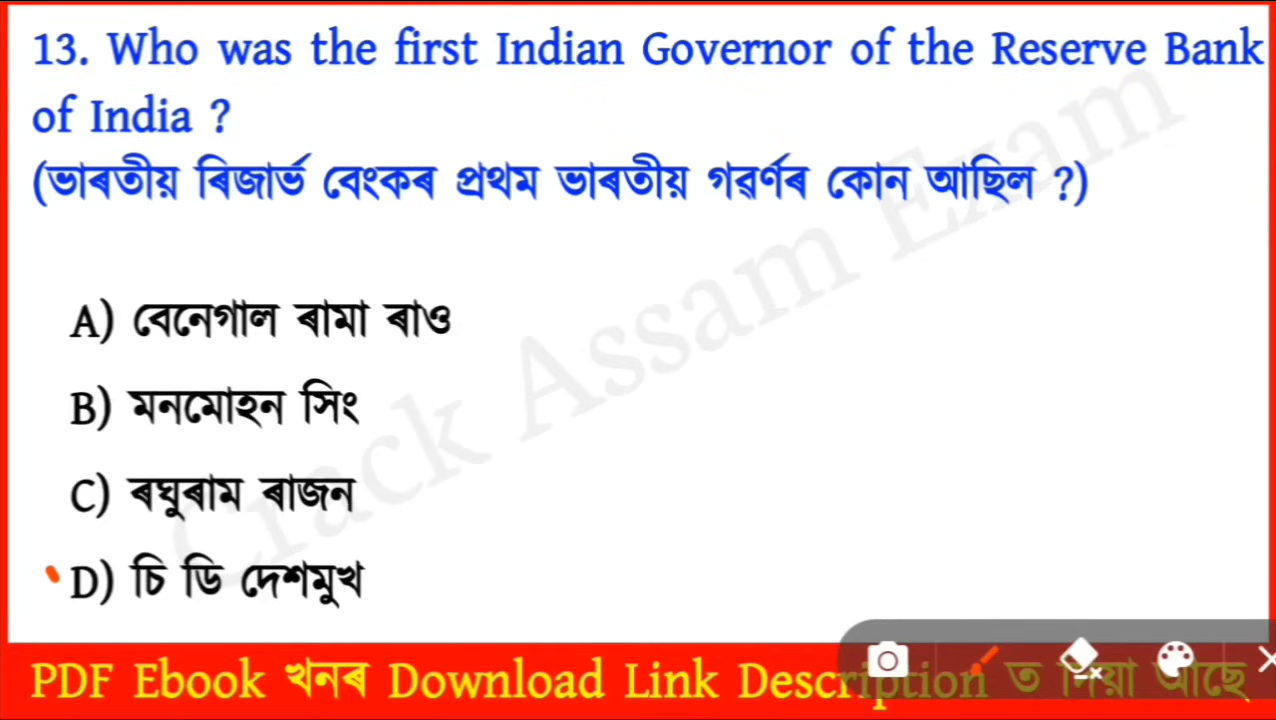 13. Who was the first Indian Governor of the Reserve Bank
of India ?
(ভাৰতীয় ৰিজাৰ্ভ বেংকৰ প্ৰথম ভাৰতীয় গৱৰ্ণৰ কোন আছিল ?)
A) বেনেগাল ৰামা ৰাও
B) মনমোহন সিং
C) ৰঘুৰাম ৰাজন
D) চি ডি দেশমুখ
Crack Assam Exam
PDF Ebook খনৰ Download Link Description ত দিয়া আছে